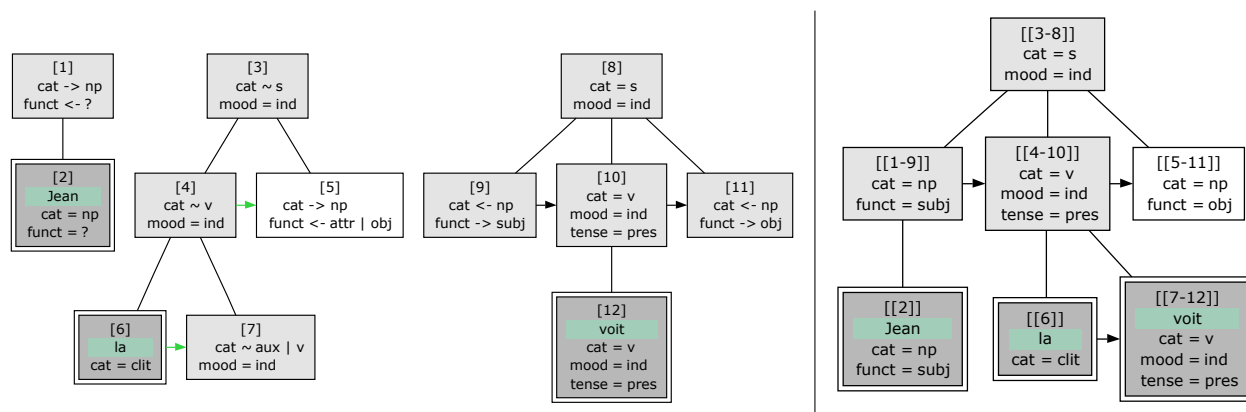 [1]
cat -> np
funct <- ?
[2]
Jean
cat = np
funct = ?
[3]
cat ~ s
mood = ind
[4]
cat ~ v
mood = ind
[5]
cat -> np
funct <- attr | obj
[6]
la
cat = clit
[7]
cat ~ aux | v
mood = ind
[8]
cat = s
mood = ind
[9]
cat <- np
funct -> subj
[10]
cat = v
mood = ind
tense = pres
[11]
cat <- np
funct -> obj
[12]
voit
cat = v
mood = ind
tense = pres
[[3-8]]
cat = s
mood = ind
[[1-9]]
cat = np
funct = subj
[[4-10]]
cat = v
mood = ind
tense = pres
[[5-11]]
cat = np
funct = obj
[[2]]
Jean
cat = np
funct = subj
[[6]]
la
cat = clit
[[7-12]]
voit
cat = v
mood = ind
tense = pres